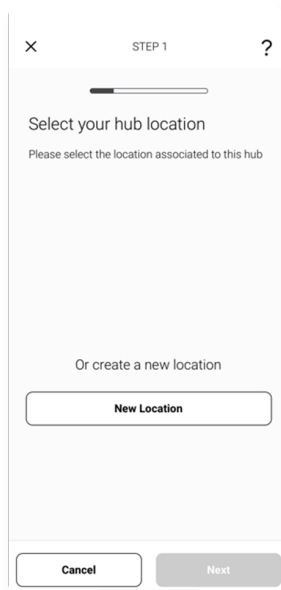 STEP 1
?
Select your hub location
Please select the location associated to this hub
Or create a new location
New Location
Cancel
Next